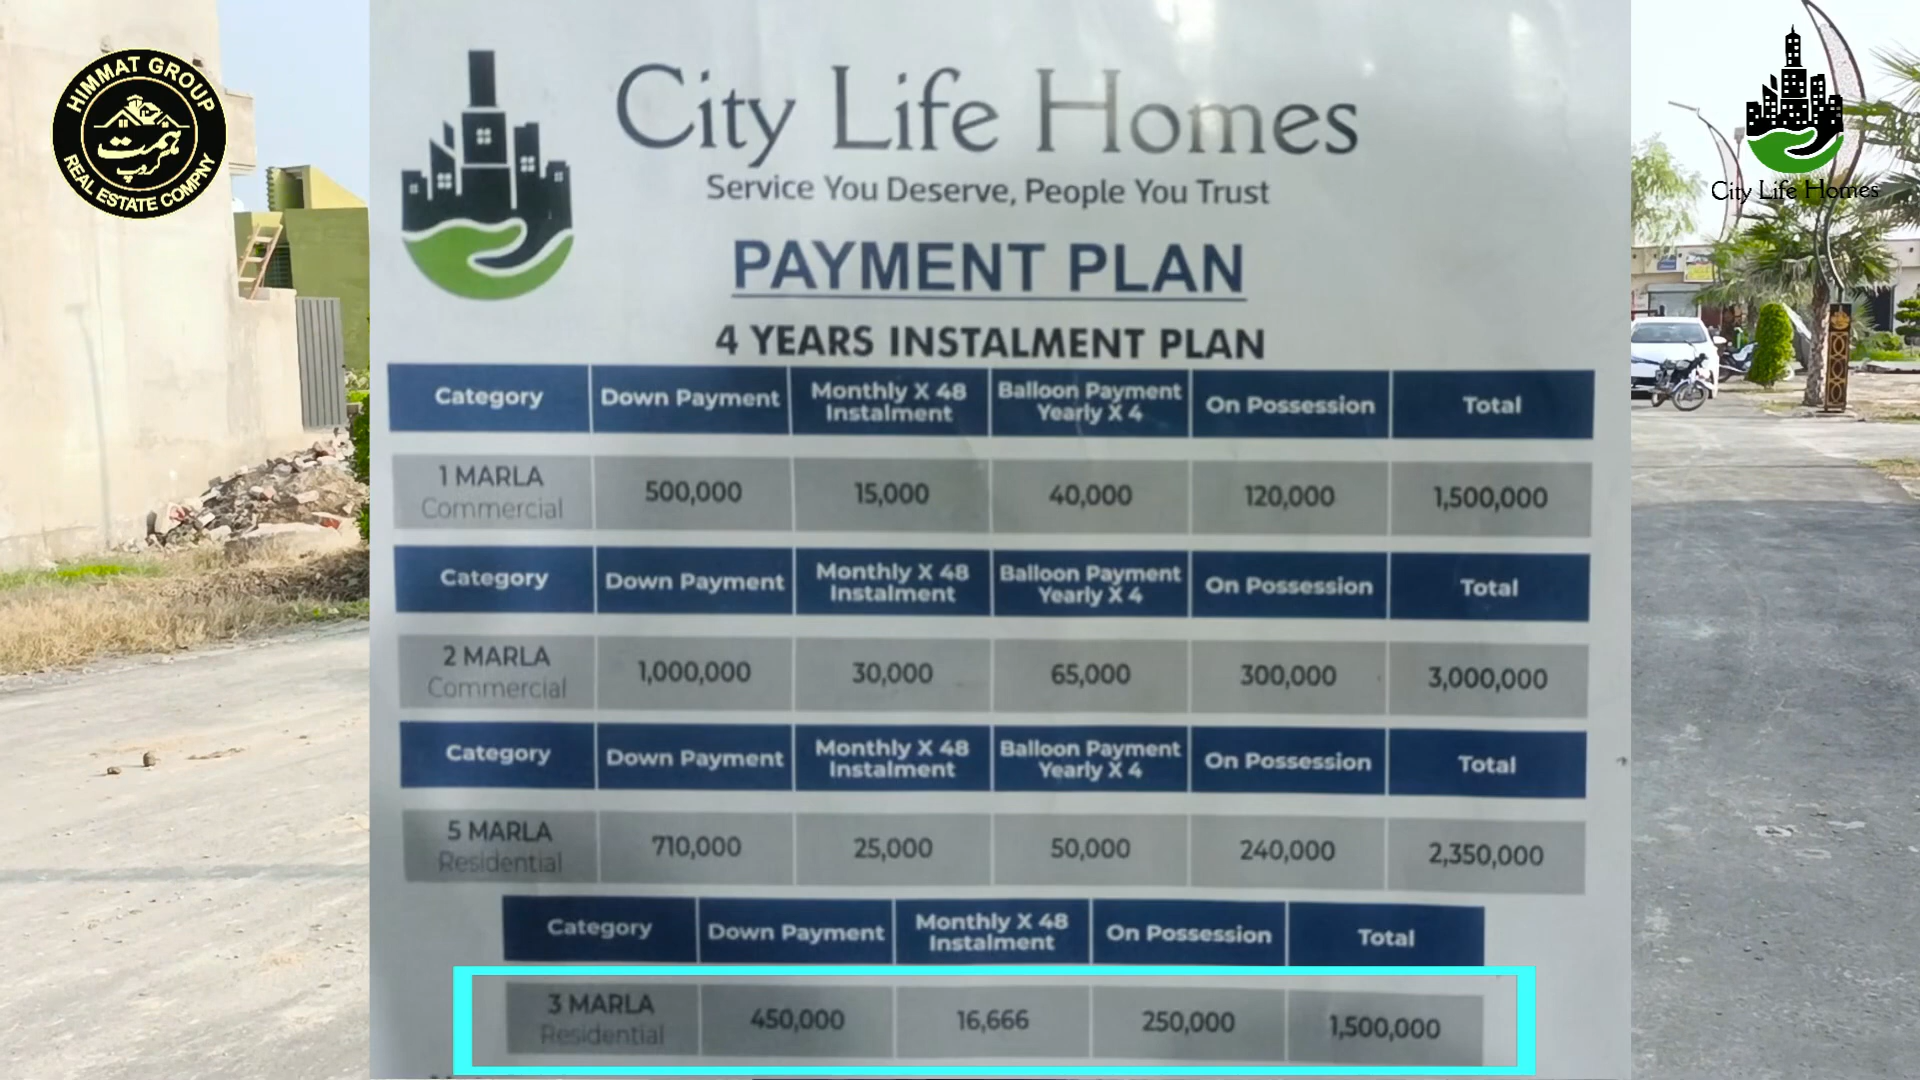 HIMMAT GROUP
ہمت گروپ
REAL ESTATE COMPNY
City Life Homes
Service You Deserve, People You Trust
PAYMENT PLAN
4 YEARS INSTALMENT PLAN
City Life Homes
Category Down Payment Monthly X 48 Instalment Balloon Payment Yearly X 4 On Possession Total
1 MARLA Commercial 500,000 15,000 40,000 120,000 1,500,000
Category Down Payment Monthly X 48 Instalment Balloon Payment Yearly X 4 On Possession Total
2 MARLA Commercial 1,000,000 30,000 65,000 300,000 3,000,000
Category Down Payment Monthly X 48 Instalment Balloon Payment Yearly X 4 On Possession Total
5 MARLA Residential 710,000 25,000 50,000 240,000 2,350,000
Category Down Payment Monthly X 48 Instalment On Possession Total
3 MARLA Residential 450,000 16,666 250,000 1,500,000